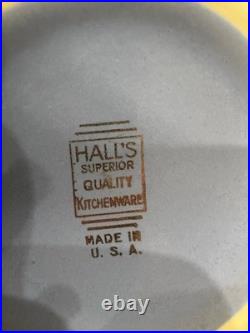 HALL'S
SUPERIOR
QUALITY
KITCHENWARE
MADE IN
U. S. A.